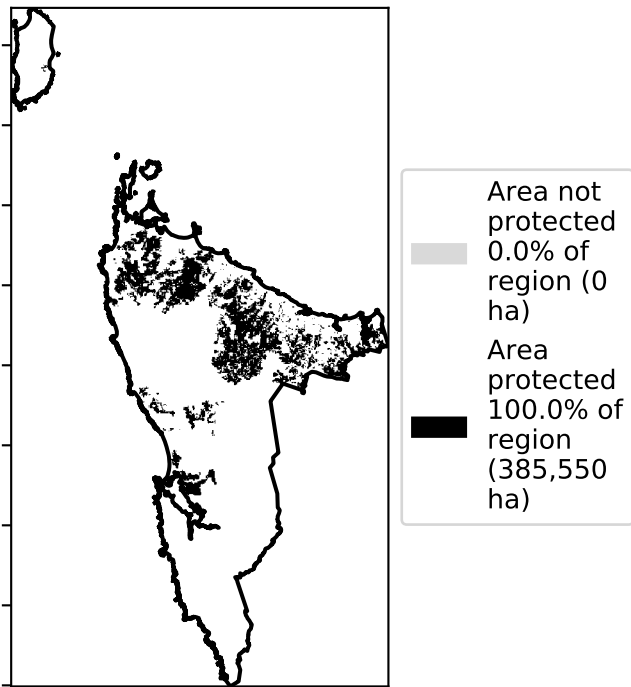 Area not
protected
0.0% of
region (0
ha)
Area
protected
100.0% of
region
(385,550
ha)